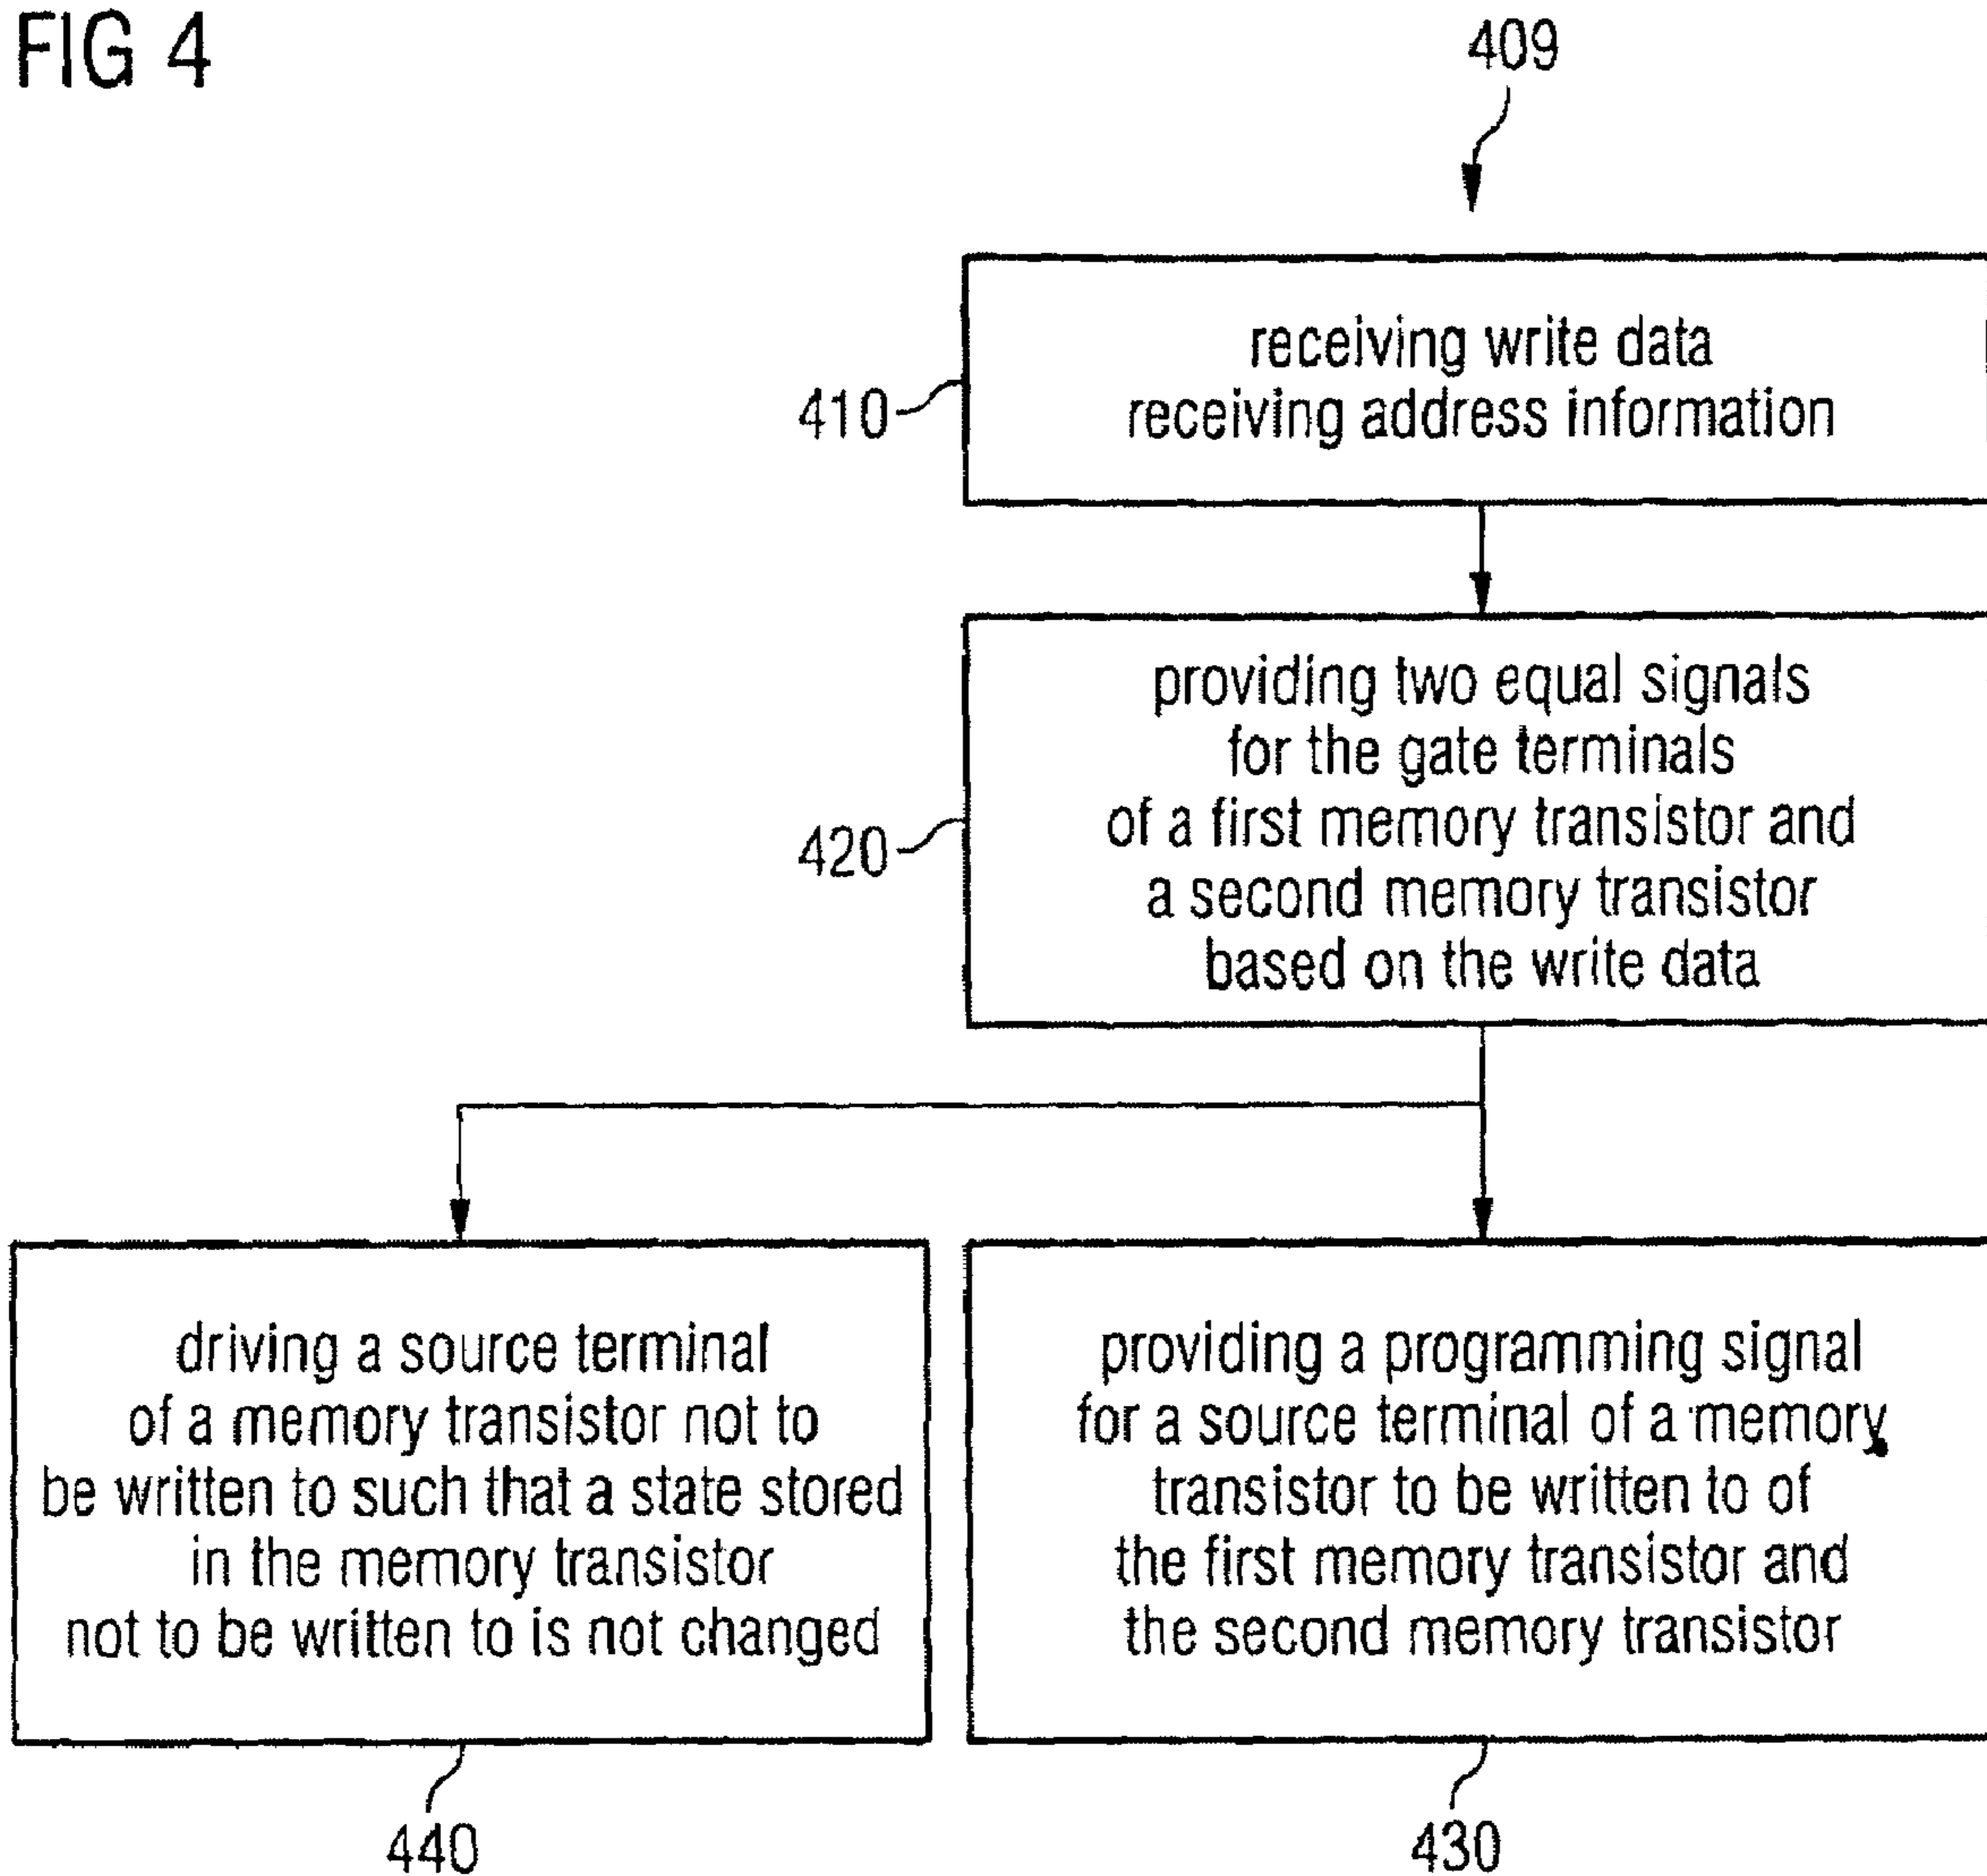 FIG 4
409
receiving write data
receiving address information
410
providing two equal signals
for the gate terminals
of a first memory transistor and
a second memory transistor
based on the write data
420
driving a source terminal
of a memory transistor not to
be written to such that a state stored
in the memory transistor
not to be written to is not changed
440
providing a programming signal
for a source terminal of a memory
transistor to be written to of
the first memory transistor and
the second memory transistor
430